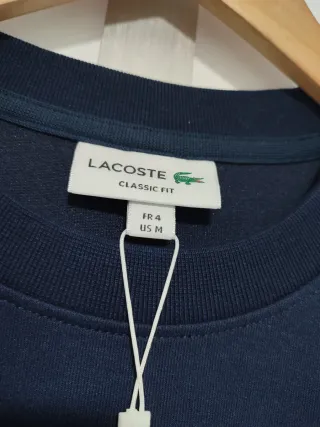 LACOSTE
CLASSIC FIT
FR 4
US M